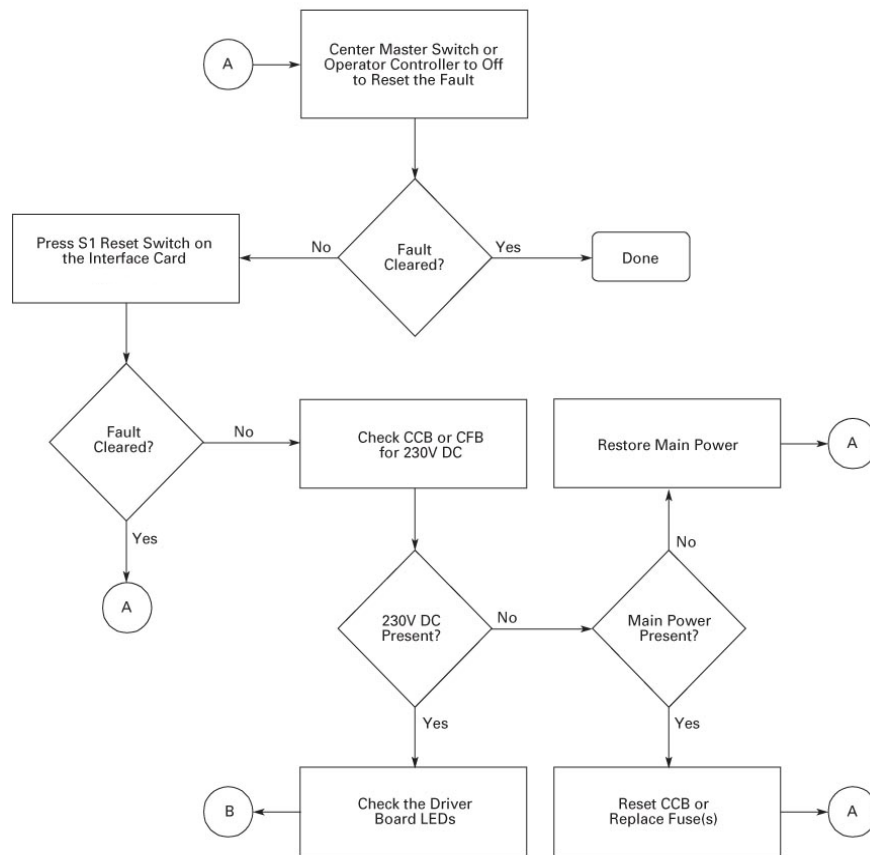 A
Center Master Switch or
Operator Controller to Off
to Reset the Fault
Press S1 Reset Switch on
the Interface Card
No
Fault
Cleared?
Yes
Done
Fault
Cleared?
No
Check CCB or CFB
for 230V DC
Restore Main Power
A
Yes
A
No
230V DC
Present?
No
Main Power
Present?
Yes
Yes
B
Check the Driver
Board LEDs
Reset CCB or
Replace Fuse(s)
A